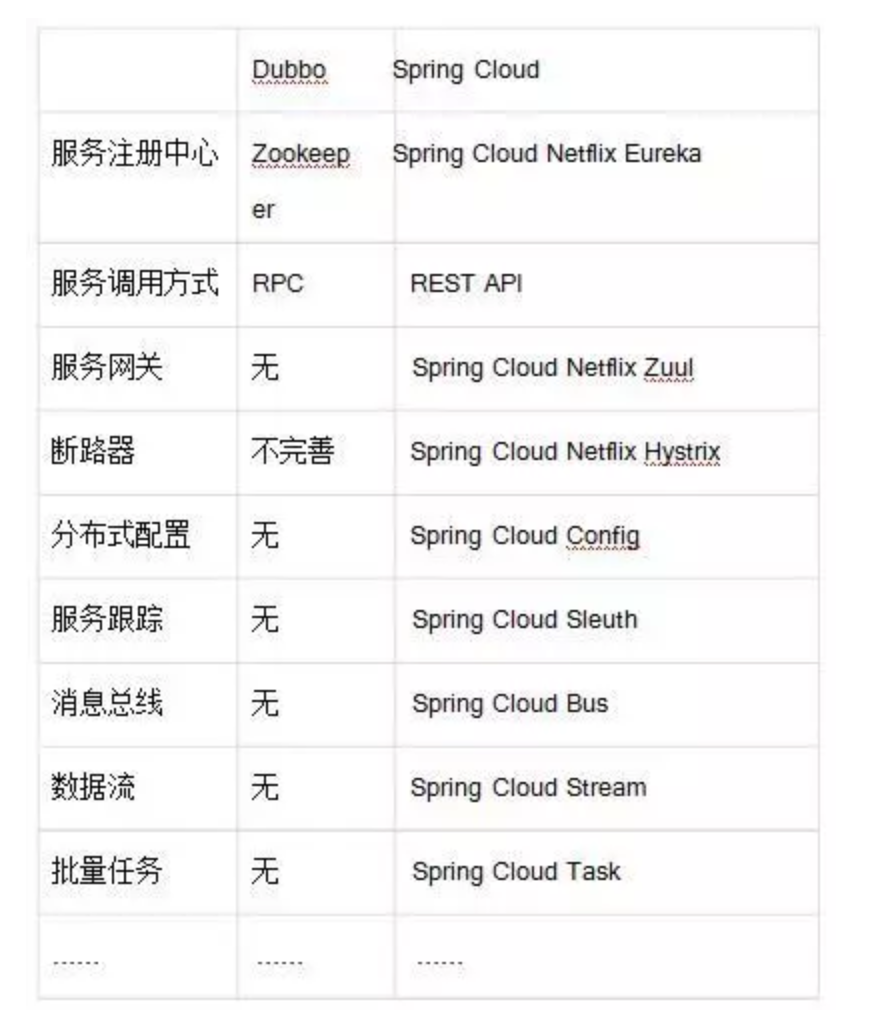 Dubbo Spring Cloud
服务注册中心 Zookeep Spring Cloud Netflix Eureka
er
服务调用方式 RPC REST API
服务网关 无 Spring Cloud Netflix Zuul
断路器 不完善 Spring Cloud Netflix Hystrix
分布式配置 无 Spring Cloud Config
服务跟踪 无 Spring Cloud Sleuth
消息总线 无 Spring Cloud Bus
数据流 无 Spring Cloud Stream
批量任务 无 Spring Cloud Task
...... ...... ......